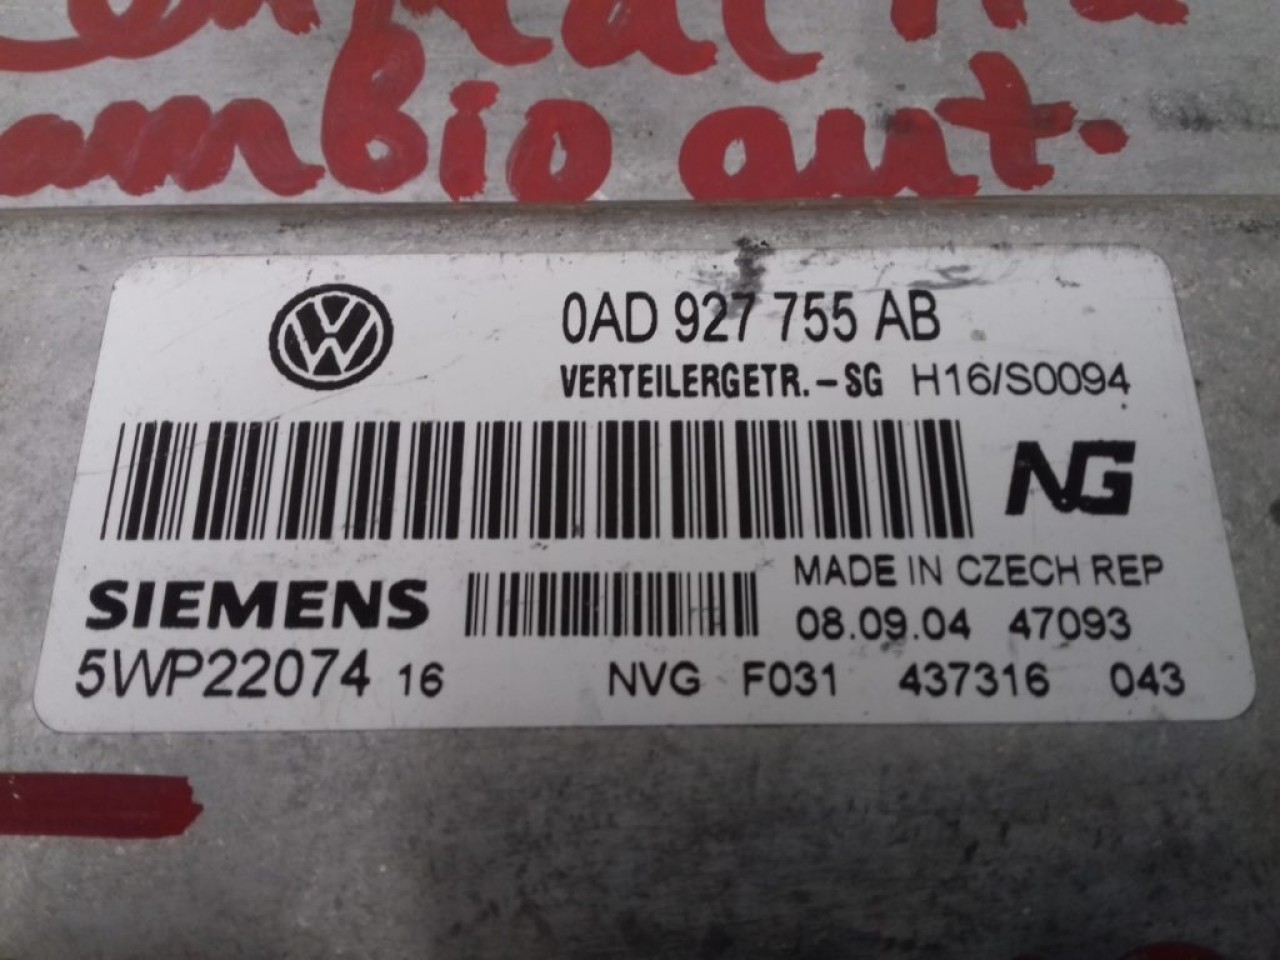 cambio aut.
0AD 927 755 AB
VERTEILERGETR.-SG H16/S0094
NG
SIEMENS
MADE IN CZECH REP
08.09.04 47093
5WP22074 16
NVG F031 437316 043